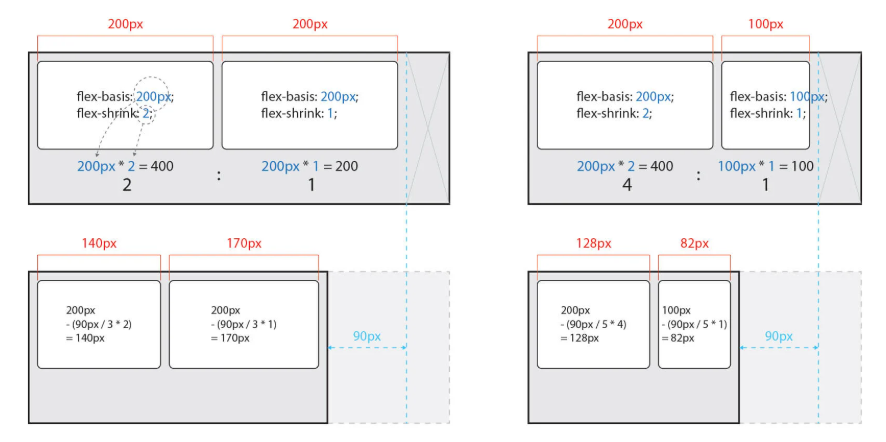 200px 200px
flex-basis: 200px; flex-basis: 200px;
flex-shrink: 2; flex-shrink: 1;
200px * 2 = 400 200px * 1 = 200
2 : 1
200px 100px
flex-basis: 200px; flex-basis: 100px;
flex-shrink: 2; flex-shrink: 1;
200px * 2 = 400 100px * 1 = 100
4 : 1
140px 170px
200px 200px
- (90px / 3 * 2) - (90px / 3 * 1)
= 140px = 170px
90px
128px 82px
200px 100px
- (90px / 5 * 4) - (90px / 5 * 1)
= 128px = 82px
90px